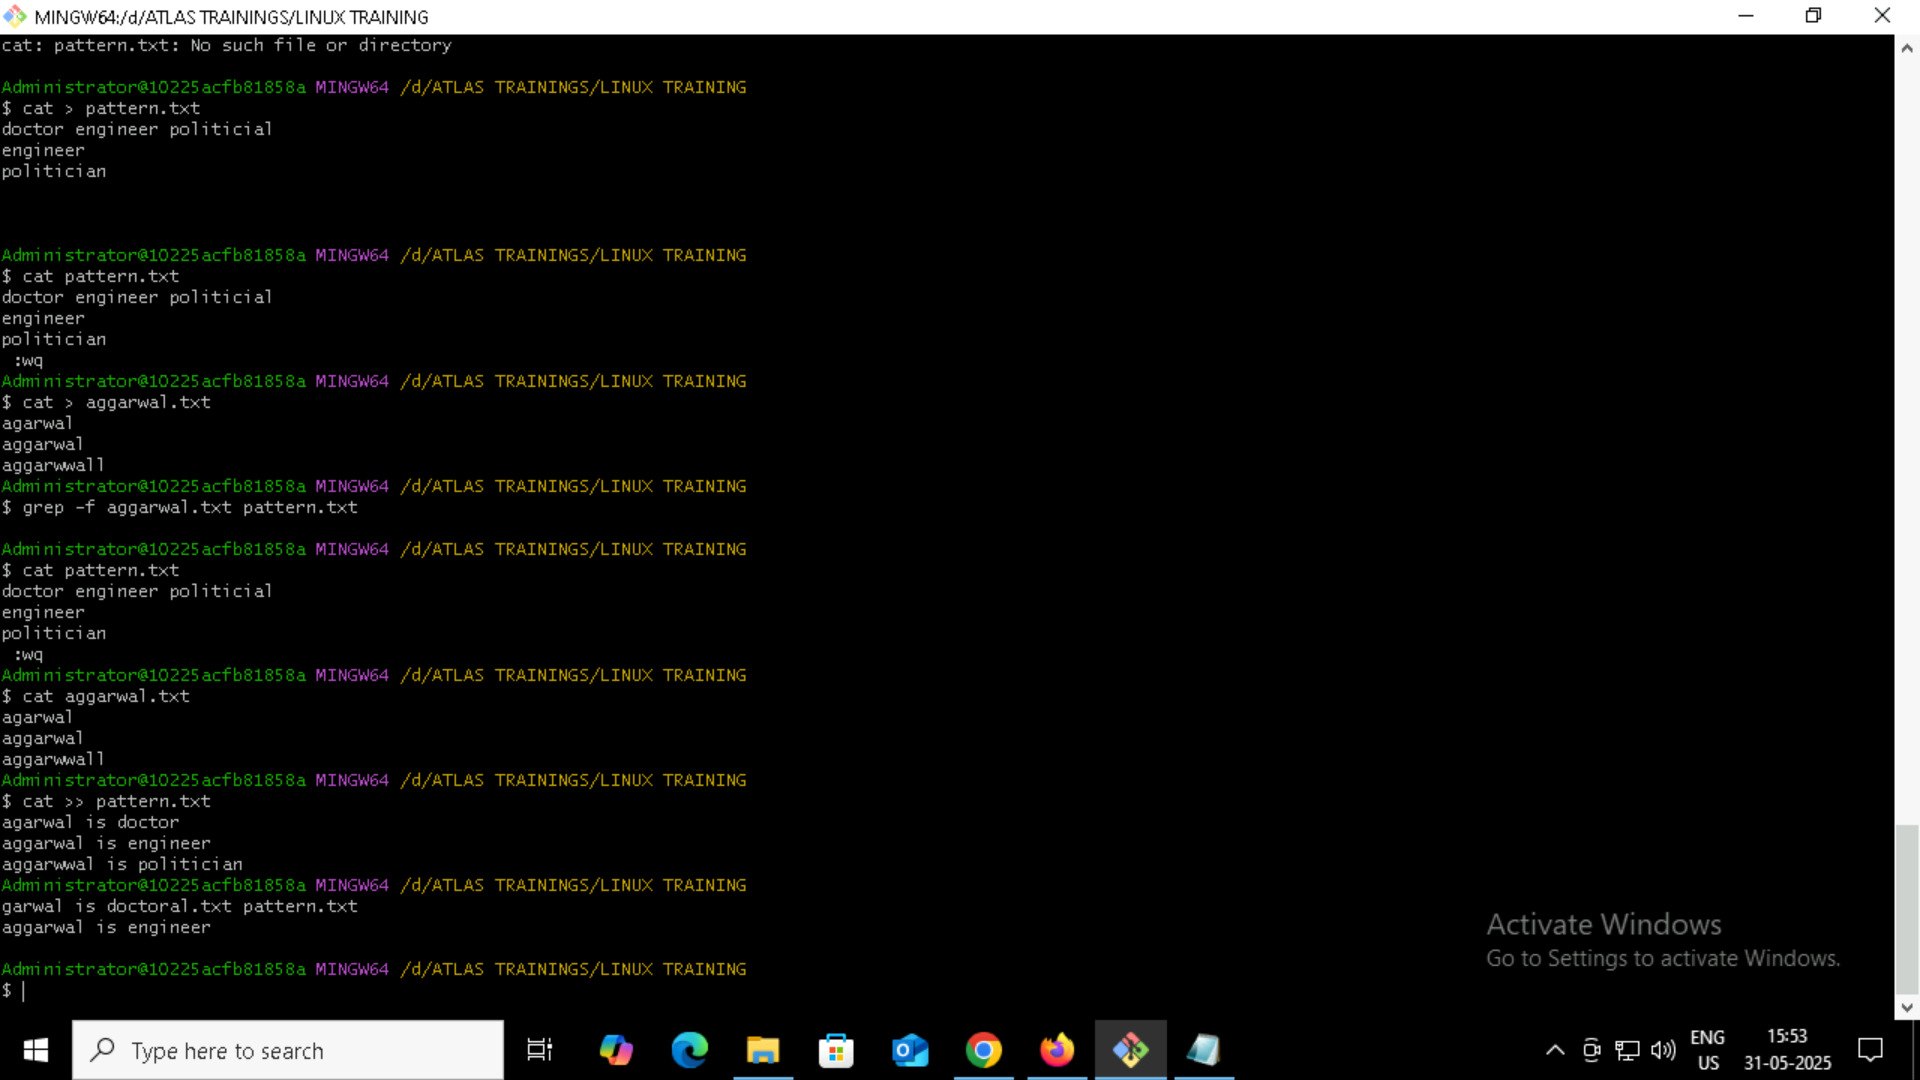 MINGW64:/d/ATLAS TRAININGS/LINUX TRAINING
cat: pattern.txt: No such file or directory
Administrator@10225acfb81858a MINGW64 /d/ATLAS TRAININGS/LINUX TRAINING
$ cat > pattern.txt
doctor engineer politicial
engineer
politician
Administrator@10225acfb81858a MINGW64 /d/ATLAS TRAININGS/LINUX TRAINING
$ cat pattern.txt
doctor engineer politicial
engineer
politician
:wq
Administrator@10225acfb81858a MINGW64 /d/ATLAS TRAININGS/LINUX TRAINING
$ cat > aggarwal.txt
agarwal
aggarwal
aggarwwall
Administrator@10225acfb81858a MINGW64 /d/ATLAS TRAININGS/LINUX TRAINING
$ grep -f aggarwal.txt pattern.txt
Administrator@10225acfb81858a MINGW64 /d/ATLAS TRAININGS/LINUX TRAINING
$ cat pattern.txt
doctor engineer politicial
engineer
politician
:wq
Administrator@10225acfb81858a MINGW64 /d/ATLAS TRAININGS/LINUX TRAINING
$ cat aggarwal.txt
agarwal
aggarwal
aggarwwall
Administrator@10225acfb81858a MINGW64 /d/ATLAS TRAININGS/LINUX TRAINING
$ cat >> pattern.txt
agarwal is doctor
aggarwal is engineer
aggarwwal is politician
Administrator@10225acfb81858a MINGW64 /d/ATLAS TRAININGS/LINUX TRAINING
garwal is doctoral.txt pattern.txt
aggarwal is engineer
Administrator@10225acfb81858a MINGW64 /d/ATLAS TRAININGS/LINUX TRAINING
$
Activate Windows
Go to Settings to activate Windows.
Type here to search
ENG
US
15:53
31-05-2025